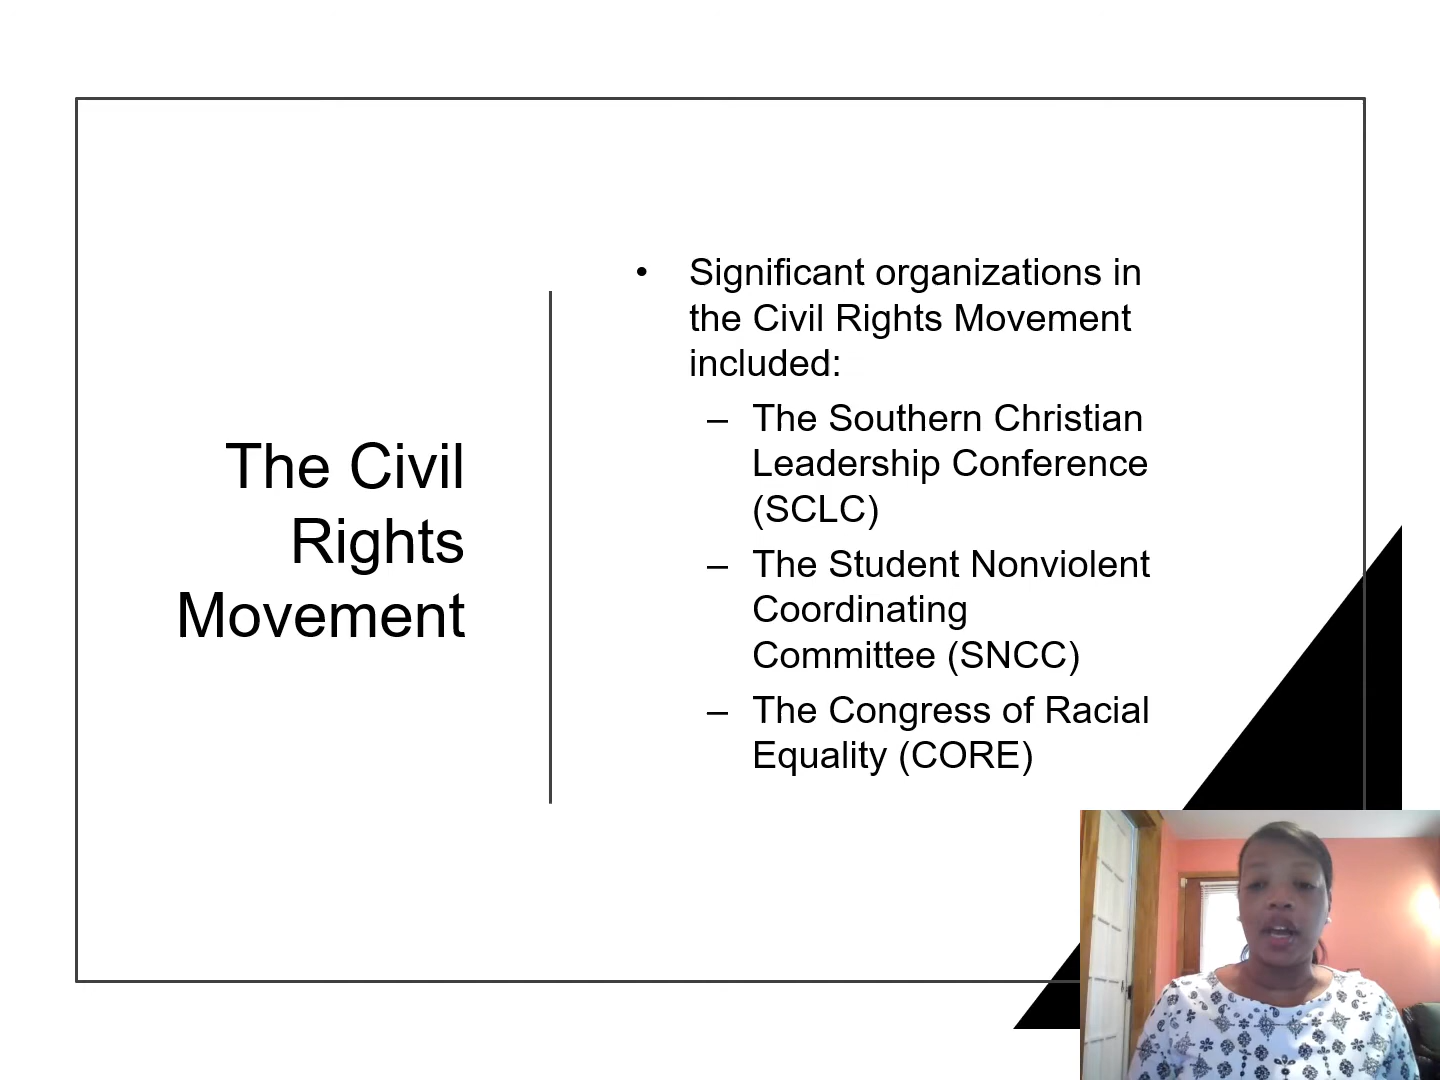 The Civil
Rights
Movement
• Significant organizations in
the Civil Rights Movement
included:
– The Southern Christian
Leadership Conference
(SCLC)
– The Student Nonviolent
Coordinating
Committee (SNCC)
– The Congress of Racial
Equality (CORE)